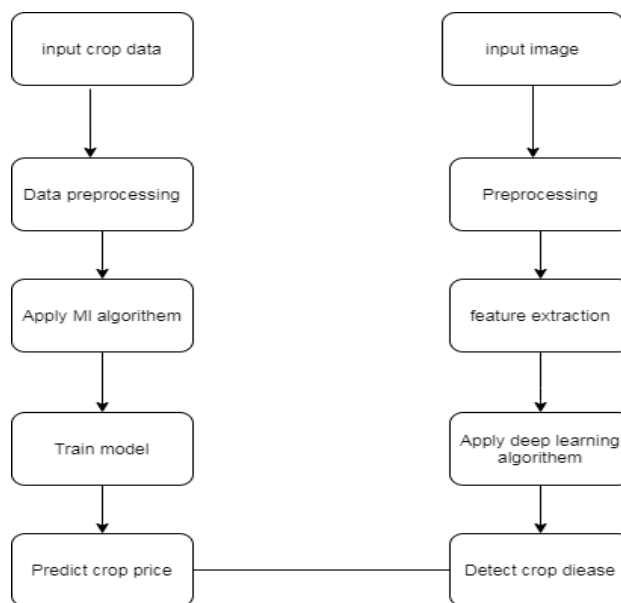 input crop data
input image
Data preprocessing
Preprocessing
Apply MI algorithem
feature extraction
Train model
Apply deep learning
algorithem
Predict crop price
Detect crop diease